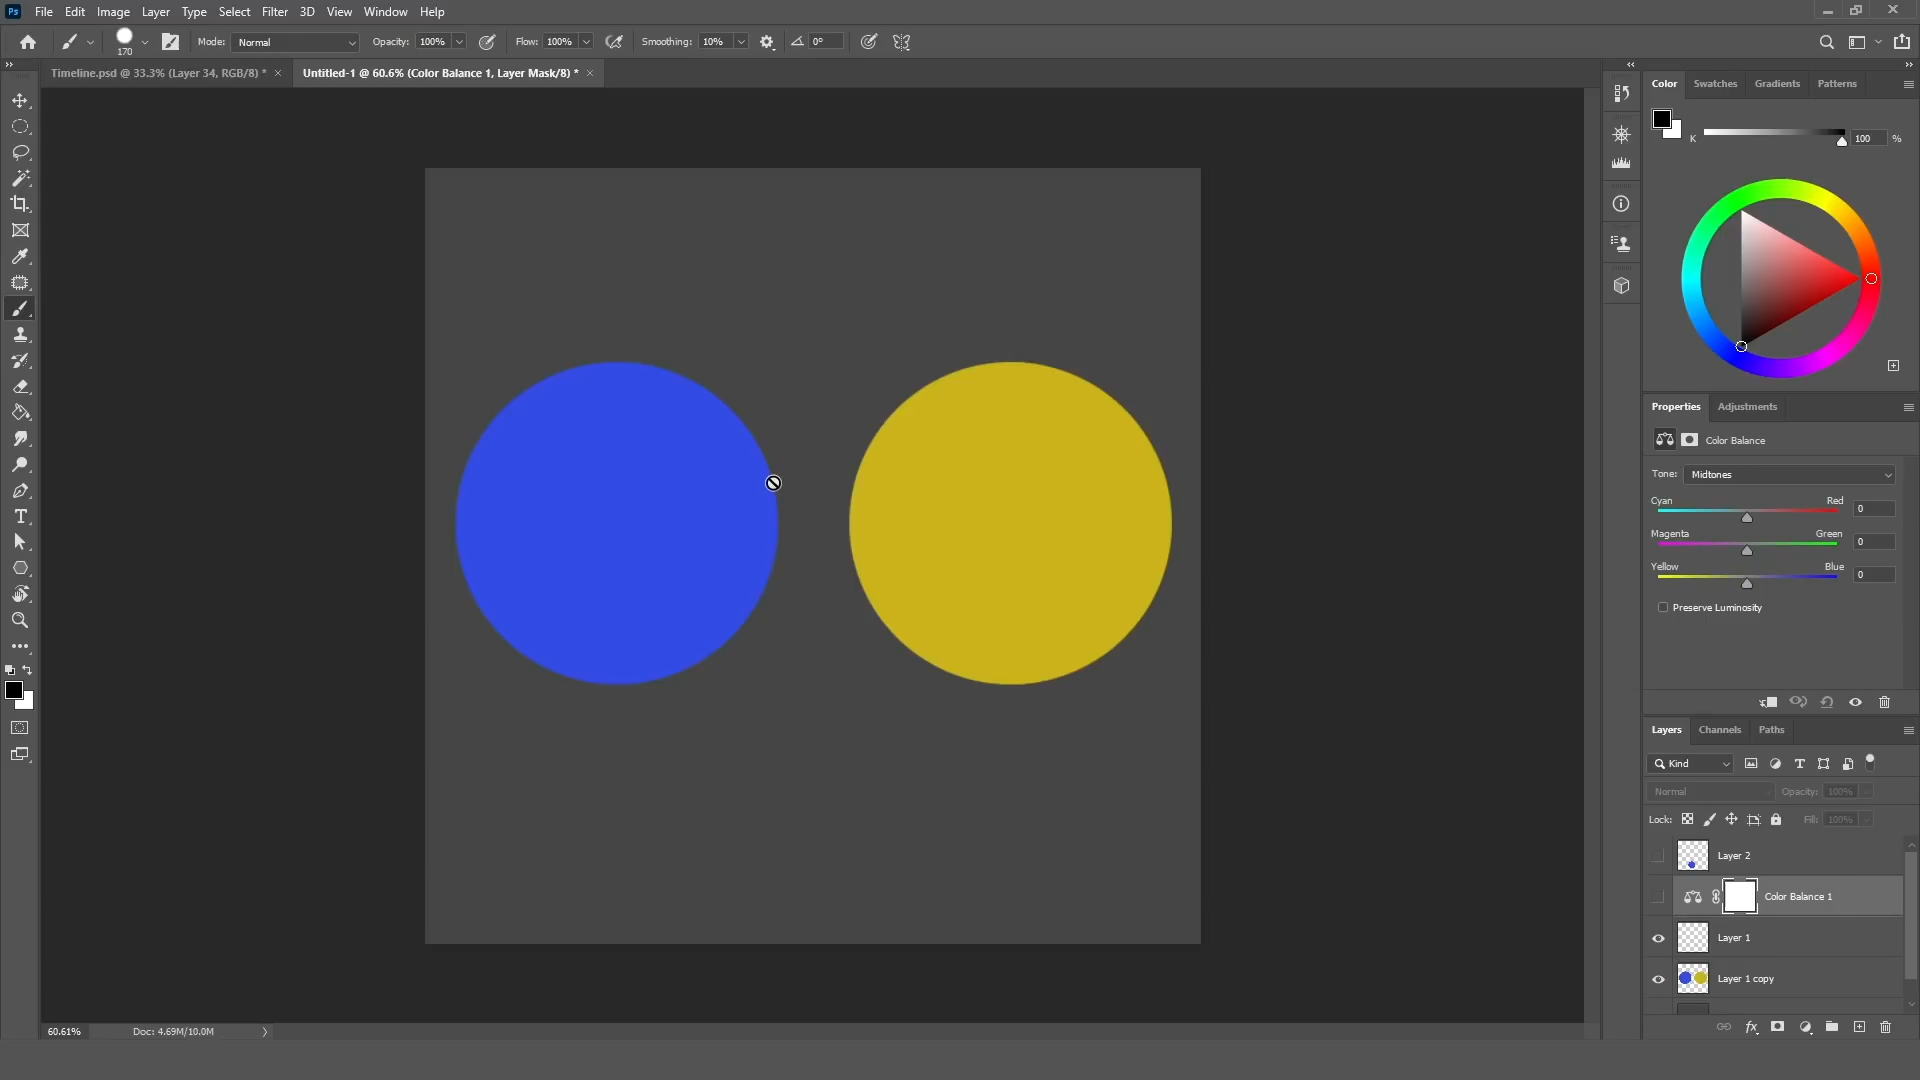 Ps File Edit Image Layer Type Select Filter 3D View Window Help
170 Mode: Normal Opacity: 100% Flow: 100% Smoothing: 10% 0°
Timeline.psd @ 33.3% (Layer 34, RGB/8) * × Untitled-1 @ 60.6% (Color Balance 1, Layer Mask/8) * ×
Color Swatches Gradients Patterns
K 100 %
Properties Adjustments
Color Balance
Tone: Midtones
Cyan Red 0
Magenta Green 0
Yellow Blue 0
Preserve Luminosity
Layers Channels Paths
Kind
Normal Opacity: 100%
Lock: Fill: 100%
Layer 2
Color Balance 1
Layer 1
Layer 1 copy
fx
60.61% Doc: 4.69M/10.0M